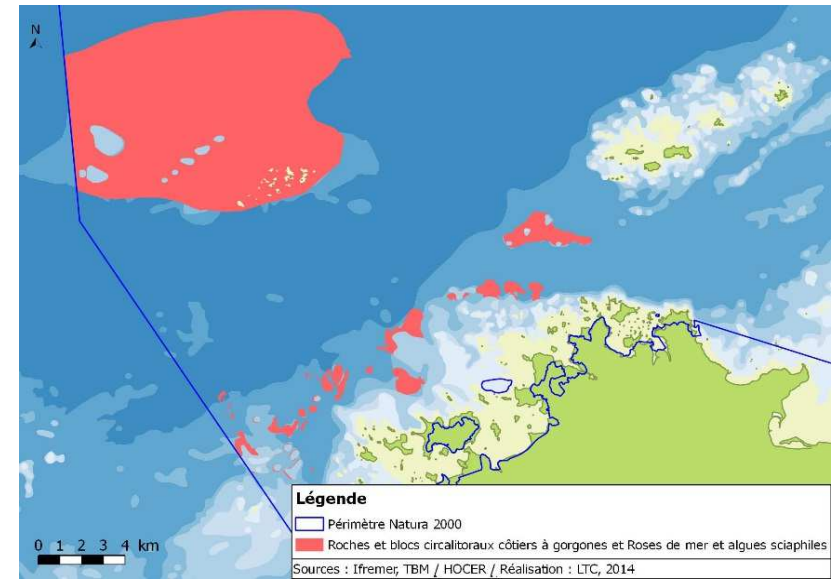 N
0 1 2 3 4 km
Légende
Périmètre Natura 2000
Roches et blocs circalitoraux côtiers à gorgones et Roses de mer et algues sciaphiles
Sources : Ifremer, TBM / HOCER / Réalisation : LTC, 2014